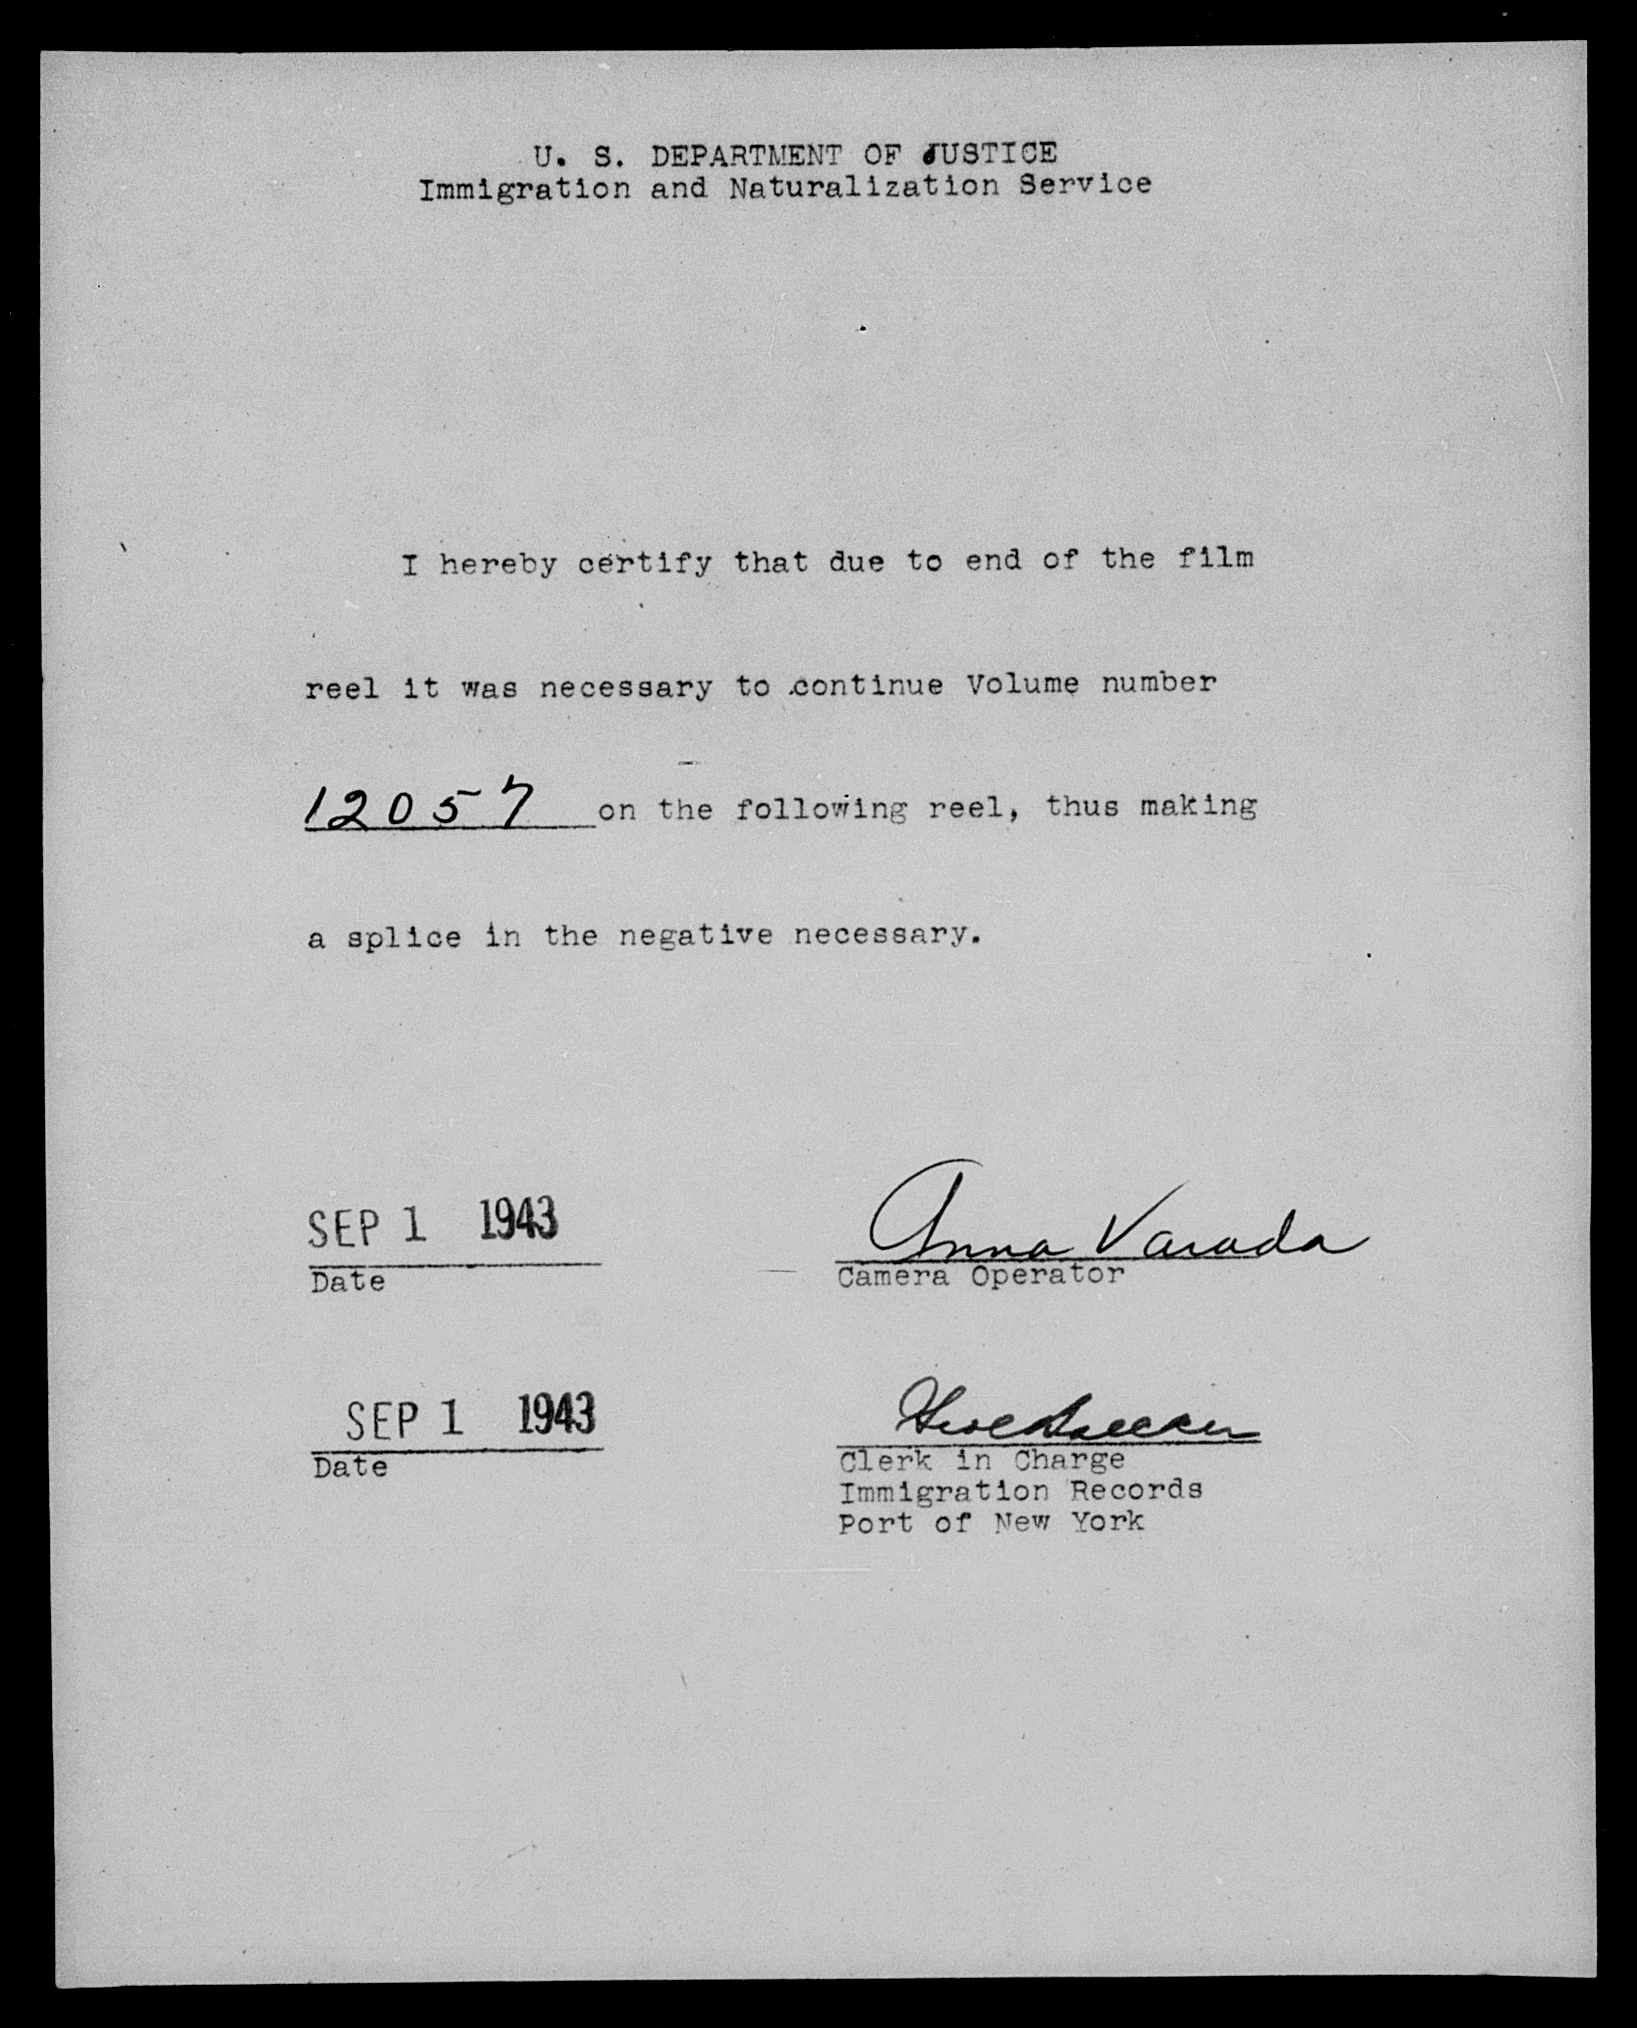 U. S. DEPARTMENT OF JUSTICE
Immigration and Naturalization Service
I hereby certify that due to end of the film
reel it was necessary to continue Volume number
12057 on the following reel, thus making
a splice in the negative necessary.
SEP 1 1943
Anna Varada
Date
Camera Operator
SEP 1 1943
Date
Clerk in Charge
Immigration Records
Port of New York